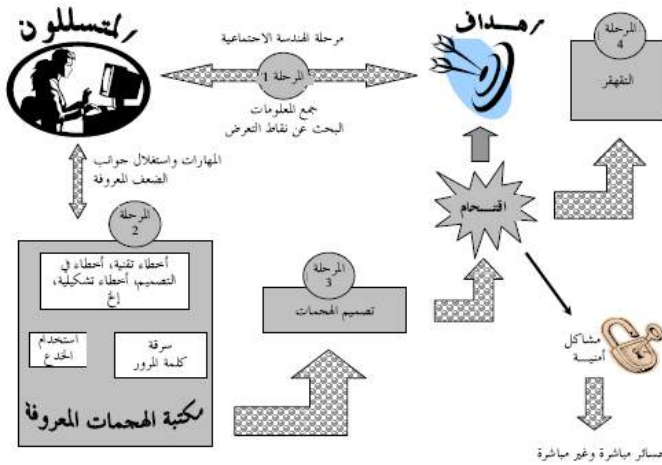 المتسللون
أهداف
مرحلة الهندسة الاجتماعية
المرحلة
1
جمع المعلومات
البحث عن نقاط التعرض
المرحلة
4
التقهقر
المهارات واستغلال جوانب
الضعف المعروفة
المرحلة
2
أخطاء تقنية، أخطاء في
التصميم، أخطاء تشكيلية،
إلخ
استخدام
الخدع
سرقة
كلمة المرور
مكتبة الهجمات المعروفة
المرحلة
3
تصميم الهجمات
اقتحام
مشاكل
أمنية
خسائر مباشرة وغير مباشرة